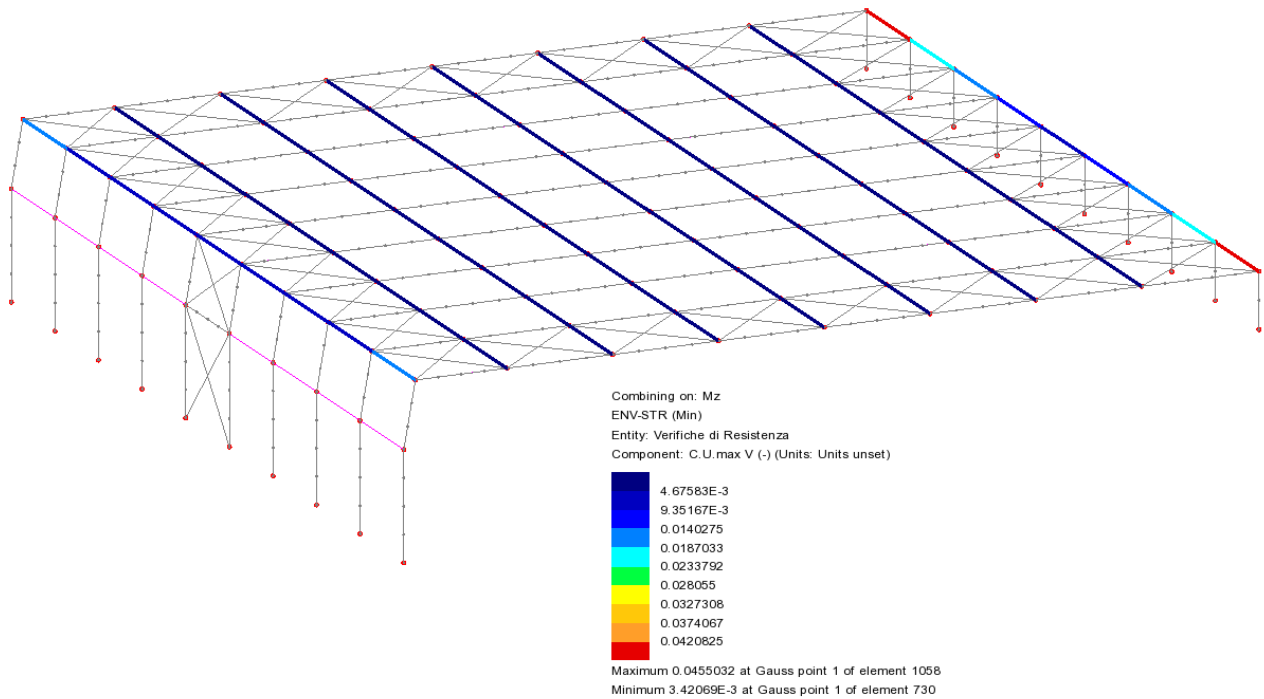 Combining on: Mz
ENV-STR (Min)
Entity: Verifiche di Resistenza
Component: C.U.max V (-) (Units: Units unset)
4.67583E-3
9.35167E-3
0.0140275
0.0187033
0.0233792
0.028055
0.0327308
0.0374067
0.0420825
Maximum 0.0455032 at Gauss point 1 of element 1058
Minimum 3.42069E-3 at Gauss point 1 of element 730